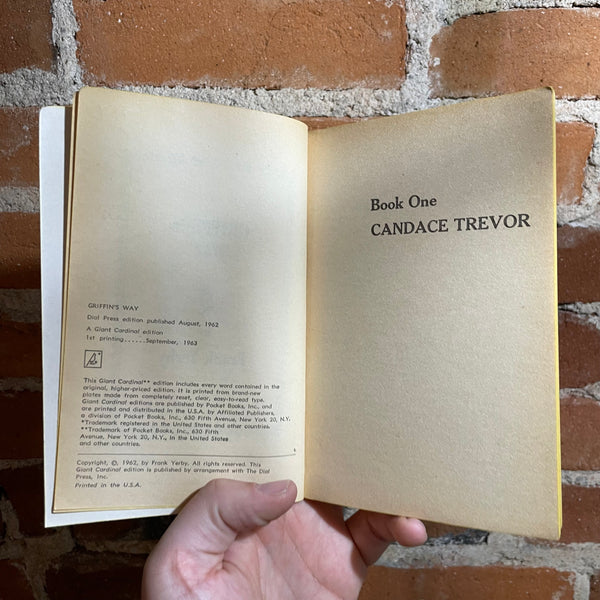 GRIFFIN'S WAY
Dial Press edition published August, 1962
A Giant Cardinal edition
1st printing......September, 1963
This Giant Cardinal** edition includes every word contained in the
original, higher-priced edition. It is printed from brand-new
plates made from completely reset, clear, easy-to-read type.
Giant Cardinal editions are published by Pocket Books, Inc., and
are printed and distributed in the U.S.A. by Affiliated Publishers,
a division of Pocket Books, Inc., 630 Fifth Avenue, New York 20, N.Y.
*Trademark registered in the United States and other countries.
**Trademark of Pocket Books, Inc., 630 Fifth
Avenue, New York 20, N.Y., in the United States
and other countries.
Copyright, ©, 1962, by Frank Yerby. All rights reserved. This
Giant Cardinal edition is published by arrangement with The Dial
Press, Inc.
Printed in the U.S.A.
Book One
CANDACE TREVOR